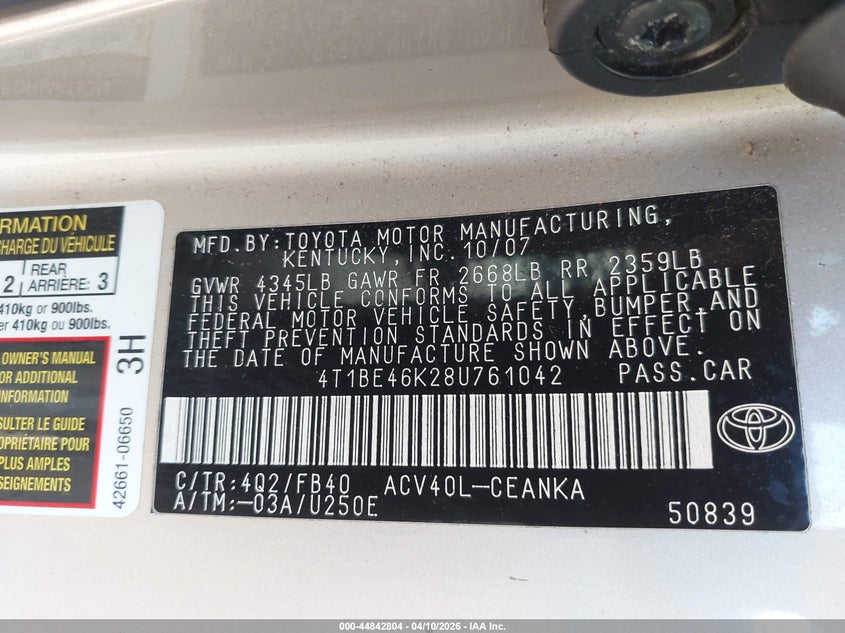 RMATION
CHARGE DU VÉHICULE
2 REAR ARRIÈRE: 3
410kg or 900lbs.
er 410kg ou 900lbs.
OWNER'S MANUAL
OR ADDITIONAL
INFORMATION
SULTER LE GUIDE
OPRIÉTAIRE POUR
PLUS AMPLES
SEIGNEMENTS
3H
42661-06650
MFD.BY:TOYOTA MOTOR MANUFACTURING,
KENTUCKY,INC.10/07
GVWR 4345LB GAWR FR 2668LB RR 2359LB
THIS VEHICLE CONFORMS TO ALL APPLICABLE
FEDERAL MOTOR VEHICLE SAFETY,BUMPER,AND
THEFT PREVENTION STANDARDS IN EFFECT ON
THE DATE OF MANUFACTURE SHOWN ABOVE.
4T1BE46K28U761042 PASS.CAR
C/TR:4Q2/FB40 ACV40L-CEANKA
A/TM:-03A/U250E
50839
000-44842804 - 04/10/2026 - IAA Inc.